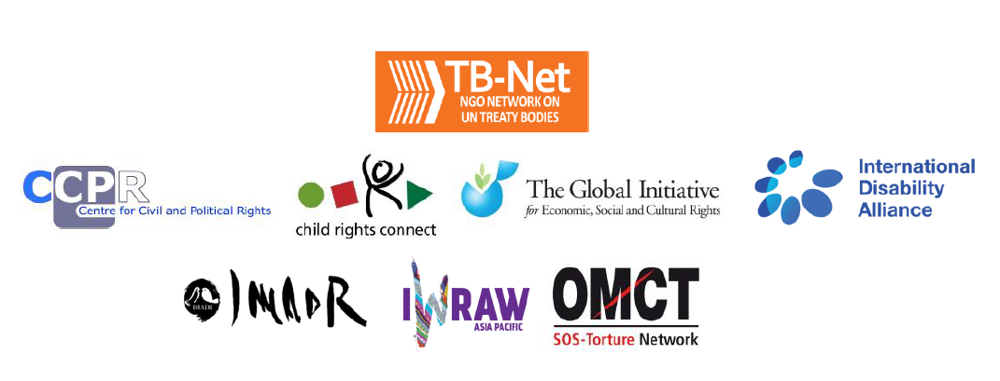 TB-Net
NGO NETWORK ON
UN TREATY BODIES
CCPR
Centre for Civil and Political Rights
child rights connect
The Global Initiative
for Economic, Social and Cultural Rights
International
Disability
Alliance
IMADR
IMADR
IWRAW
ASIA PACIFIC
OMCT
SOS-Torture Network